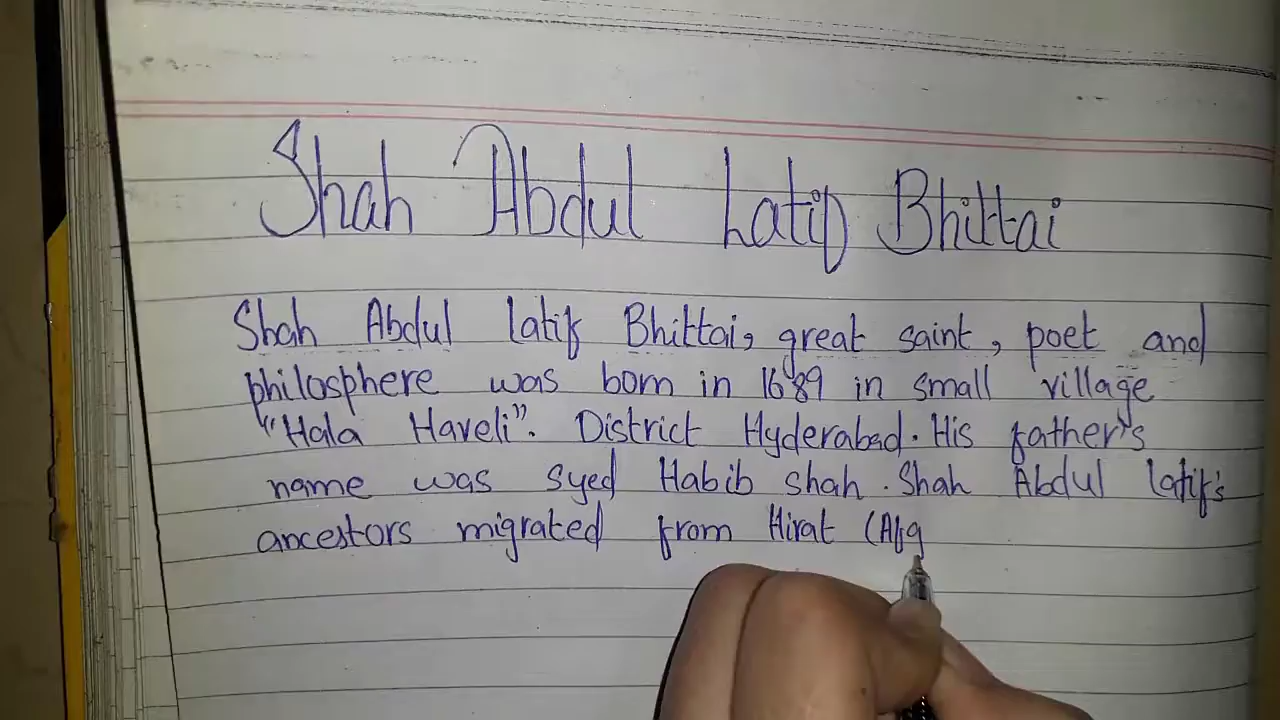 Shah Abdul Latif Bhittai
Shah Abdul latif Bhittai, great saint, poet and
philosphere was born in 1689 in small village
"Hala Haveli". District Hyderabad. His father's
name was syed Habib shah. Shah Abdul latif's
ancestors migrated from Hirat (Afg